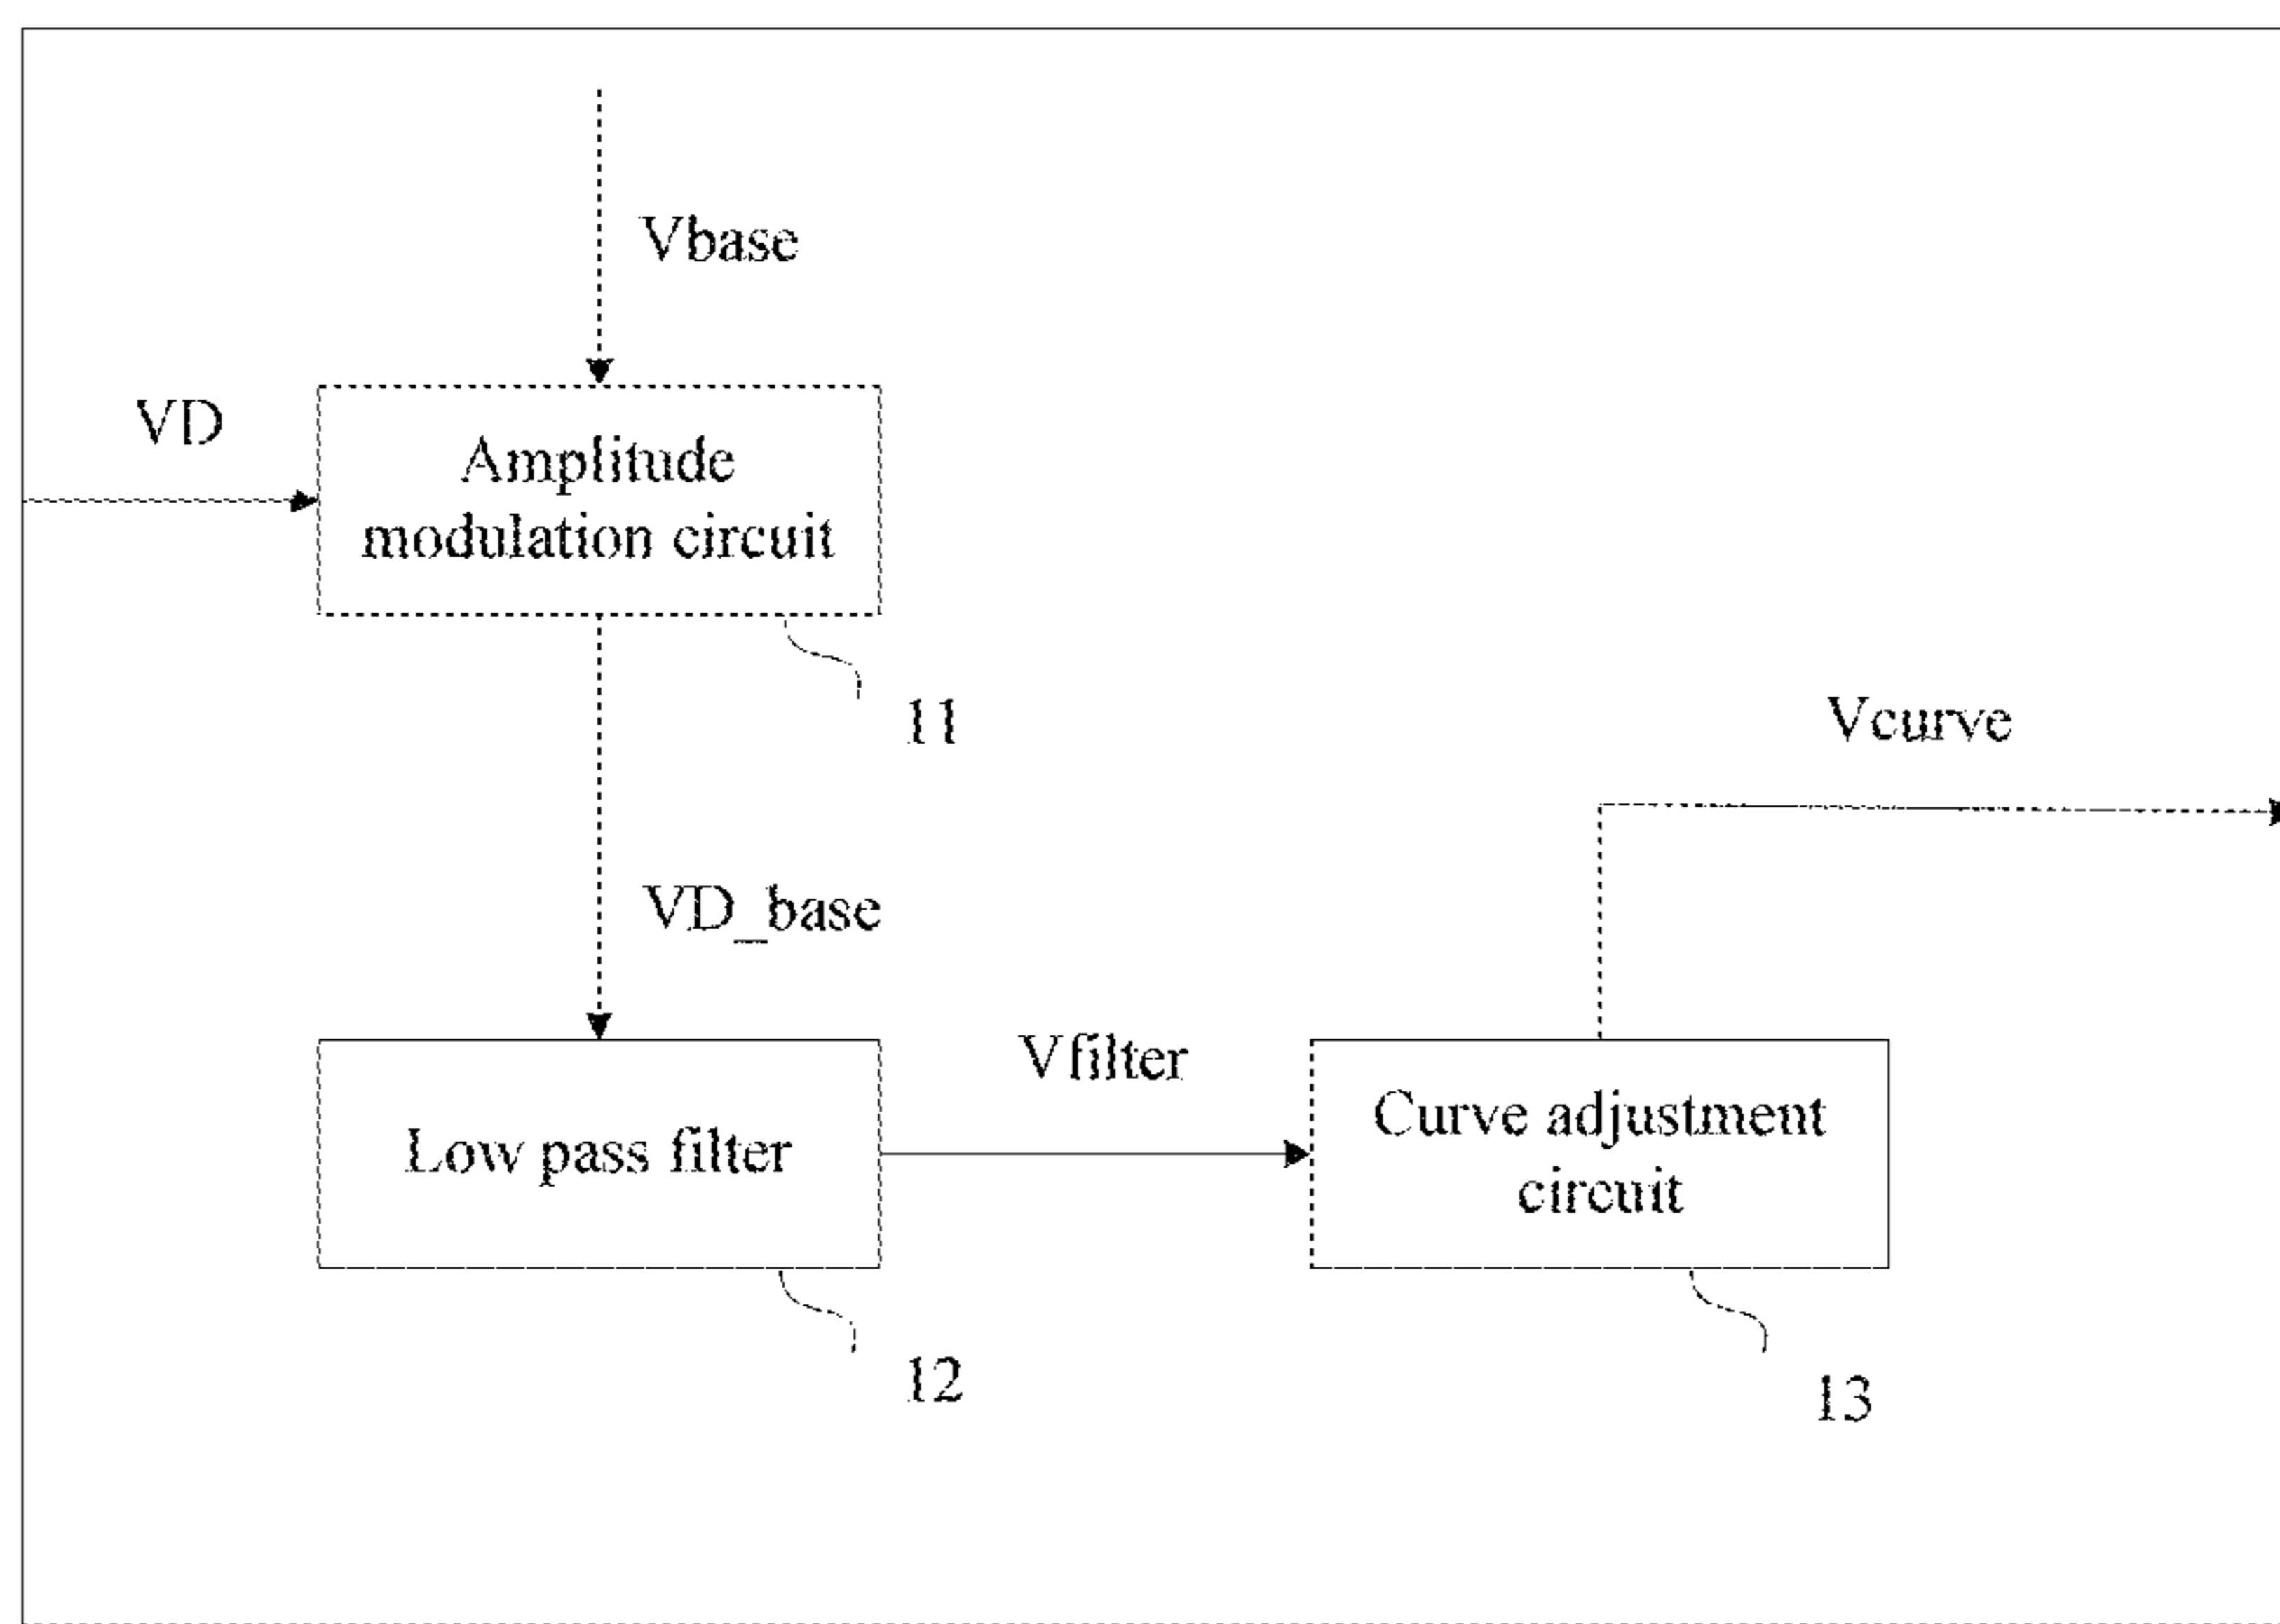 Vbase
VD
Amplitude
modulation circuit
11
Vcurve
VD_base
Vfilter
Low pass filter
Curve adjustment
circuit
12
13